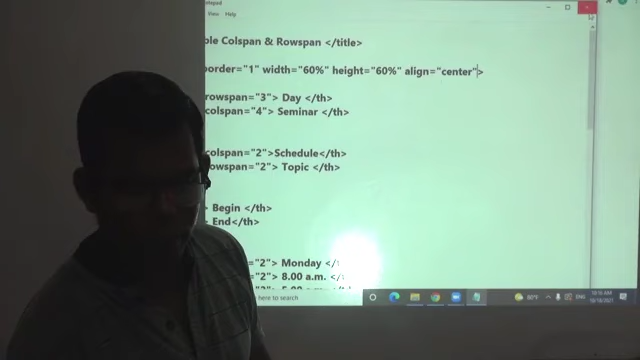 otepad
View Help
ble Colspan & Rowspan </title>
border="1" width="60%" height="60%" align="center">
rowspan="3"> Day </th>
colspan="4"> Seminar </th>
colspan="2">Schedule</th>
rowspan="2"> Topic </th>
> Begin </th>
> End</th>
="2"> Monday </
="2"> 8.00 a.m. </
here to search
ENG